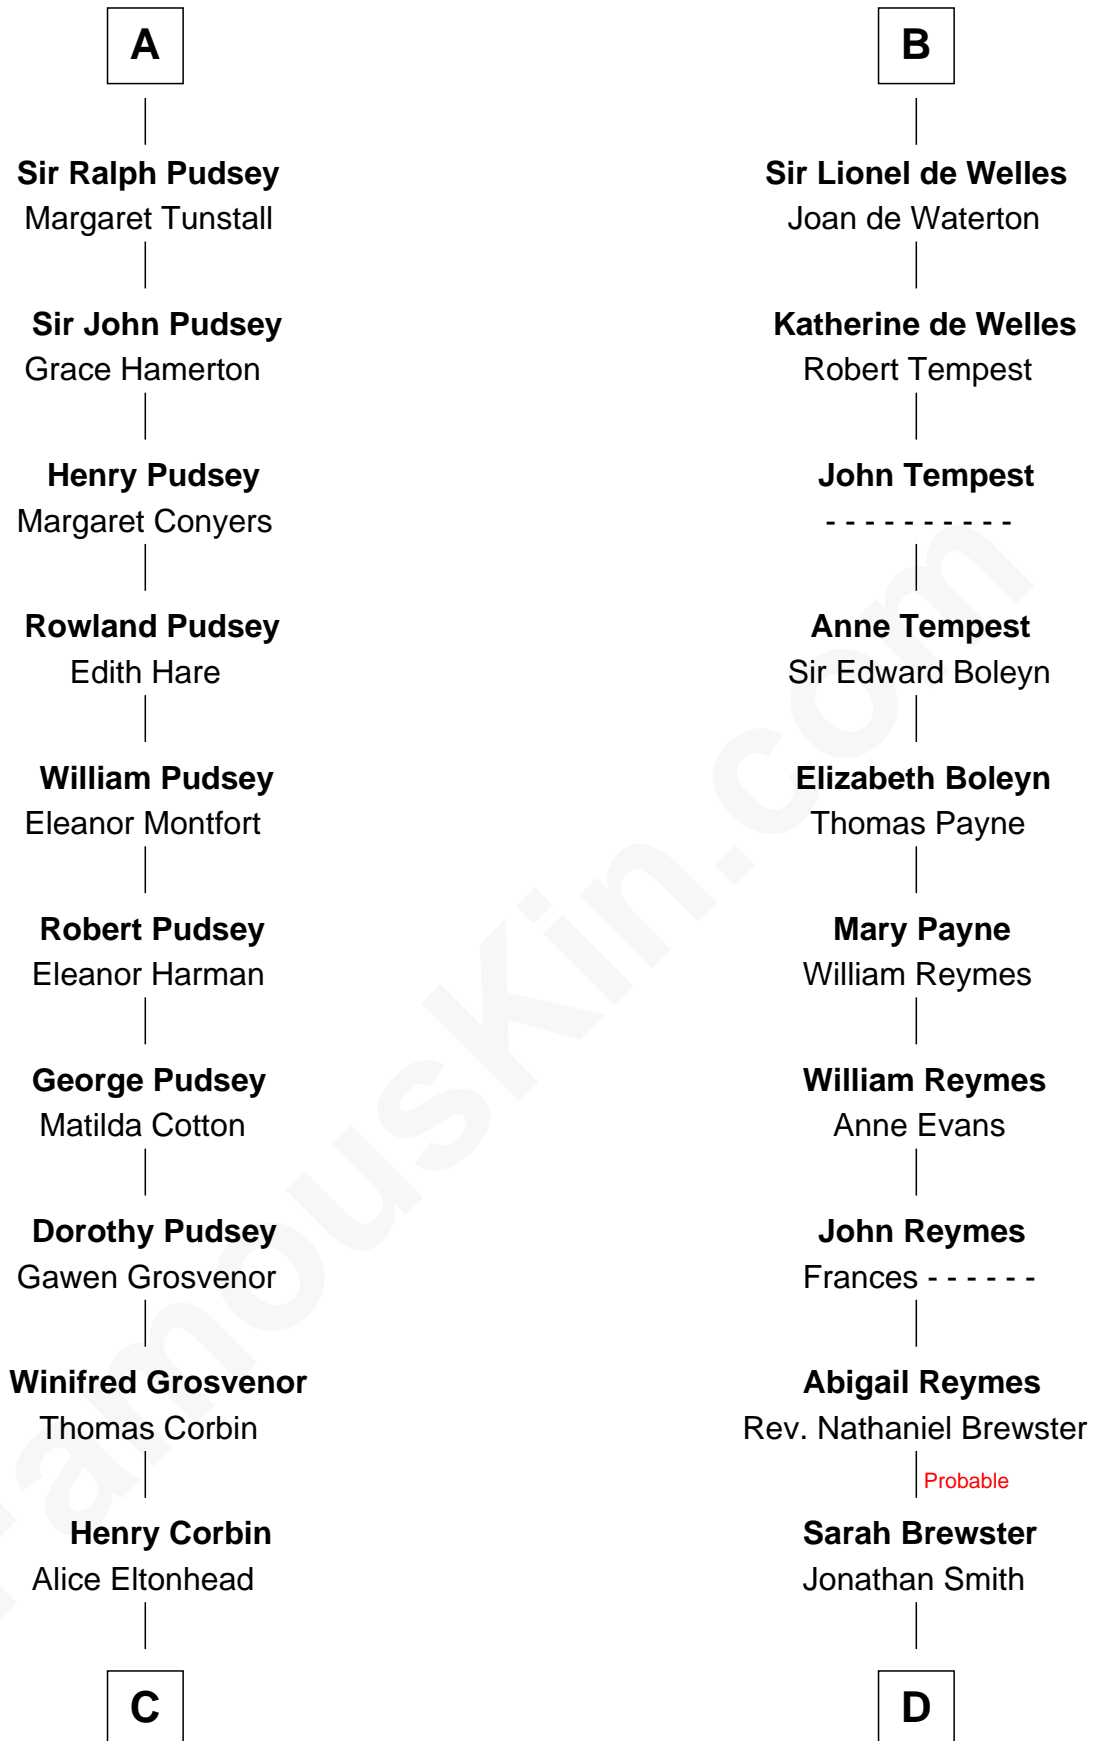 A
Sir Ralph Pudsey
Margaret Tunstall
Sir John Pudsey
Grace Hamerton
Henry Pudsey
Margaret Conyers
Rowland Pudsey
Edith Hare
William Pudsey
Eleanor Montfort
Robert Pudsey
Eleanor Harman
George Pudsey
Matilda Cotton
Dorothy Pudsey
Gawen Grosvenor
Winifred Grosvenor
Thomas Corbin
Henry Corbin
Alice Eltonhead
C
B
Sir Lionel de Welles
Joan de Waterton
Katherine de Welles
Robert Tempest
John Tempest
- - - - - - - - - -
Anne Tempest
Sir Edward Boleyn
Elizabeth Boleyn
Thomas Payne
Mary Payne
William Reymes
William Reymes
Anne Evans
John Reymes
Frances - - - - - -
Abigail Reymes
Rev. Nathaniel Brewster
Probable
Sarah Brewster
Jonathan Smith
D
FamousKin.com